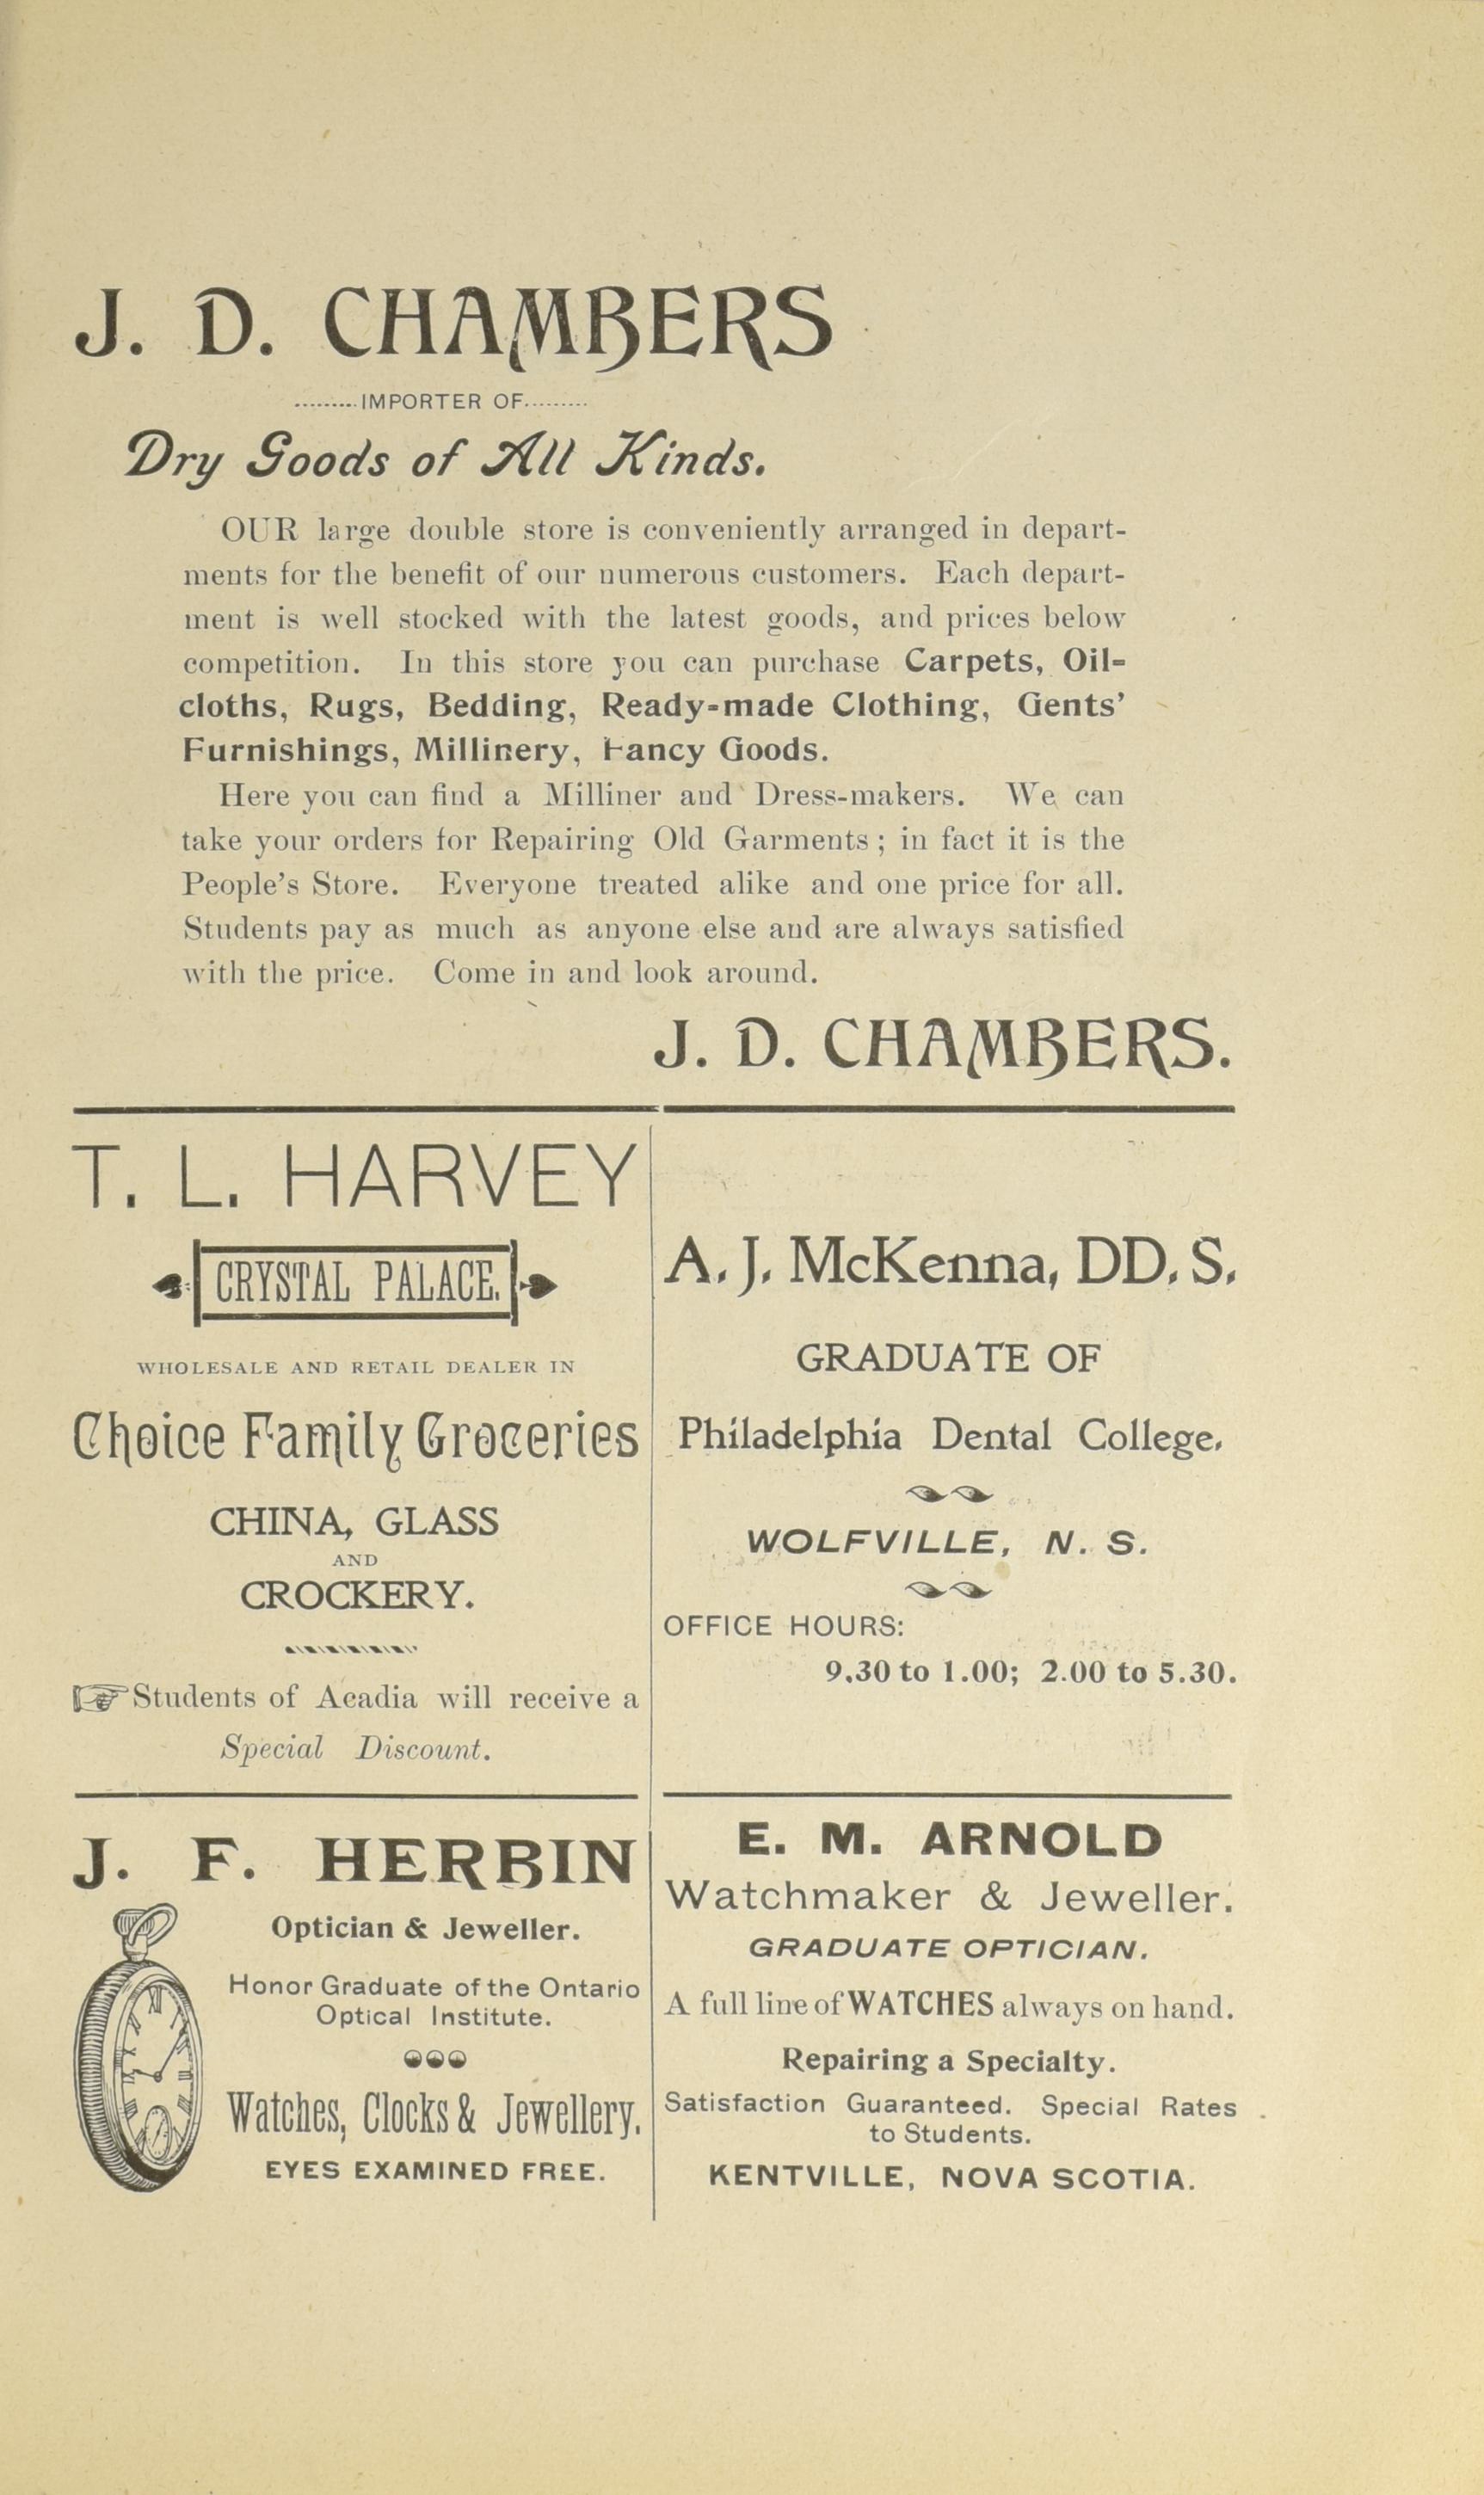 J. D. CHAMBERS
.........IMPORTER OF.........
Dry Goods of All Kinds.
OUR large double store is conveniently arranged in depart-
ments for the benefit of our numerous customers. Each depart-
ment is well stocked with the latest goods, and prices below
competition. In this store you can purchase Carpets, Oil-
cloths, Rugs, Bedding, Ready-made Clothing, Gents'
Furnishings, Millinery, Fancy Goods.
Here you can find a Milliner and Dress-makers. We can
take your orders for Repairing Old Garments; in fact it is the
People's Store. Everyone treated alike and one price for all.
Students pay as much as anyone else and are always satisfied
with the price. Come in and look around.
J. D. CHAMBERS.
T. L. HARVEY
CRYSTAL PALACE.
WHOLESALE AND RETAIL DEALER IN
Choice Family Groceries
CHINA, GLASS
AND
CROCKERY.
☞ Students of Acadia will receive a
Special Discount.
A. J. McKenna, DD. S.
GRADUATE OF
Philadelphia Dental College.
WOLFVILLE, N. S.
OFFICE HOURS:
9.30 to 1.00; 2.00 to 5.30.
J. F. HERBIN
Optician & Jeweller.
Honor Graduate of the Ontario
Optical Institute.
Watches, Clocks & Jewellery.
EYES EXAMINED FREE.
E. M. ARNOLD
Watchmaker & Jeweller.
GRADUATE OPTICIAN.
A full line of WATCHES always on hand.
Repairing a Specialty.
Satisfaction Guaranteed. Special Rates
to Students.
KENTVILLE, NOVA SCOTIA.